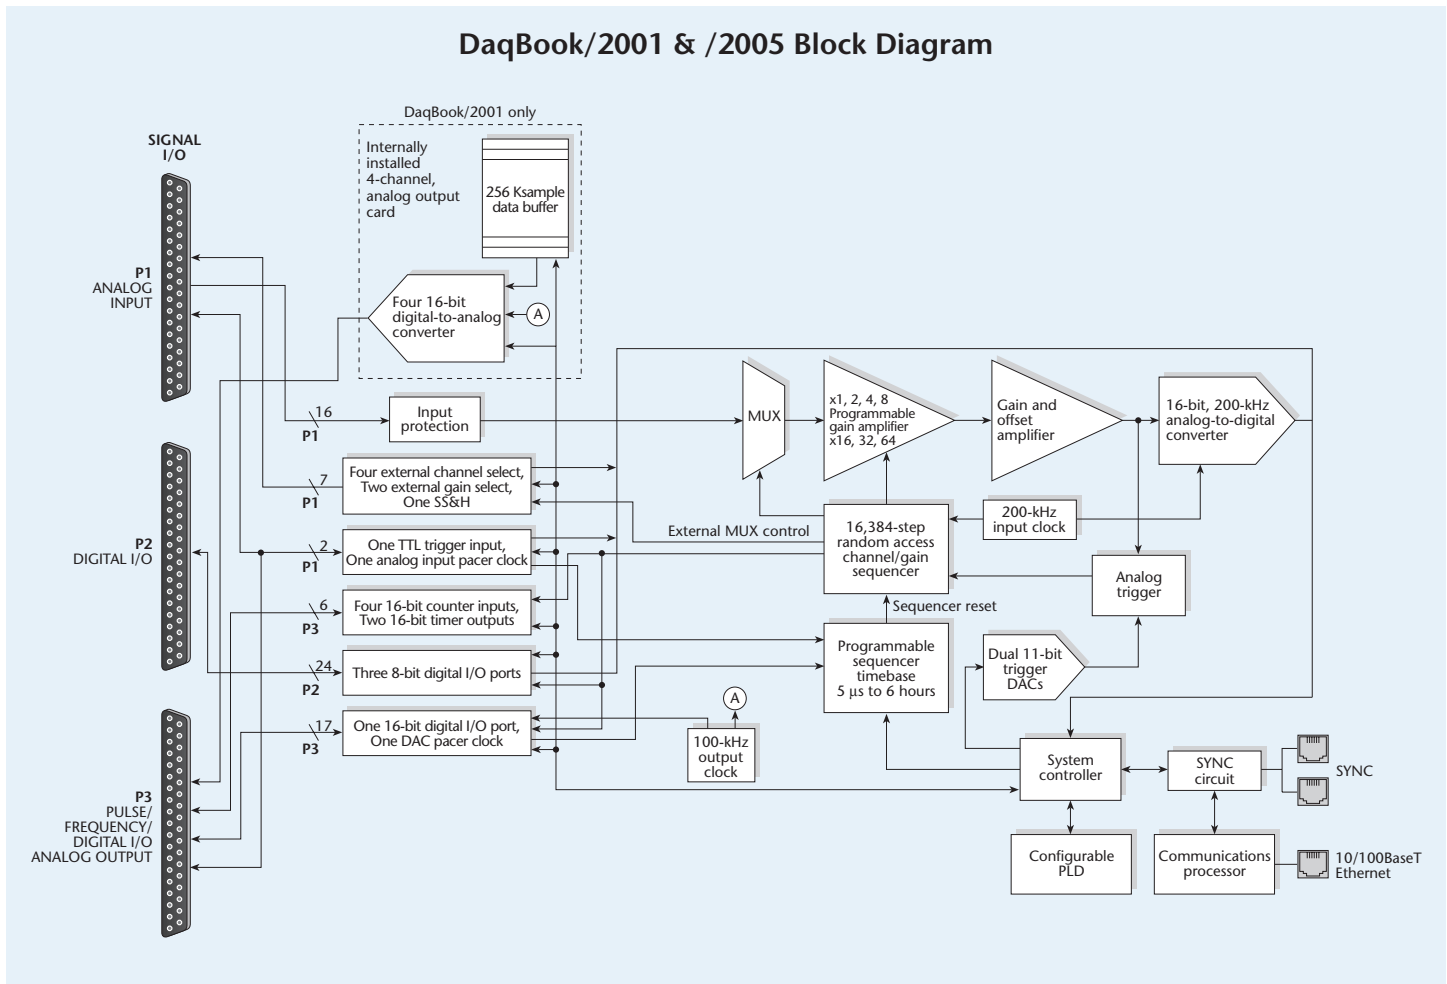 DaqBook/2001 & /2005 Block Diagram
DaqBook/2001 only
SIGNAL
I/O
Internally
installed
4-channel,
analog output
card
256 Ksample
data buffer
P1
ANALOG
INPUT
Four 16-bit
digital-to-analog
converter
A
16
P1
Input
protection
MUX
x1, 2, 4, 8
Programmable
gain amplifier
x16, 32, 64
Gain and
offset
amplifier
16-bit, 200-kHz
analog-to-digital
converter
7
P1
Four external channel select,
Two external gain select,
One SS&H
External MUX control
16,384-step
random access
channel/gain
sequencer
200-kHz
input clock
P2
DIGITAL I/O
2
P1
One TTL trigger input,
One analog input pacer clock
Analog
trigger
6
P3
Four 16-bit counter inputs,
Two 16-bit timer outputs
Sequencer reset
24
P2
Three 8-bit digital I/O ports
Programmable
sequencer
timebase
5 µs to 6 hours
Dual 11-bit
trigger
DACs
17
P3
One 16-bit digital I/O port,
One DAC pacer clock
A
100-kHz
output
clock
System
controller
SYNC
circuit
SYNC
P3
PULSE/
FREQUENCY/
DIGITAL I/O
ANALOG OUTPUT
Configurable
PLD
Communications
processor
10/100BaseT
Ethernet